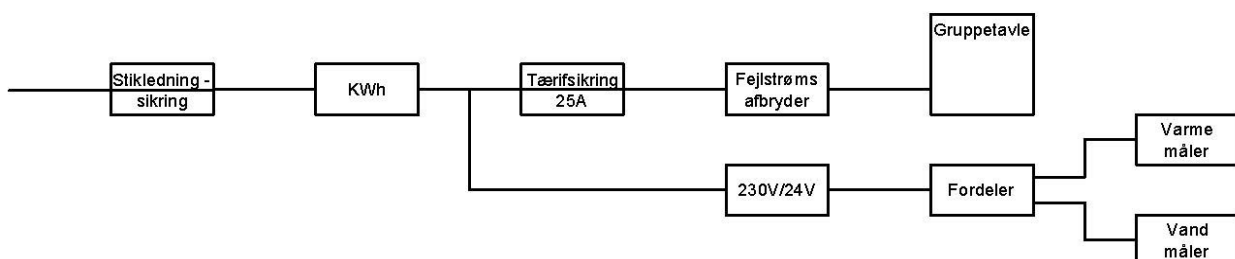 Gruppetavle
Stikledning -
sikring
KWh
Tærifsikring
25A
Fejlstrøms
afbryder
Varme
måler
230V/24V
Fordeler
Vand
måler